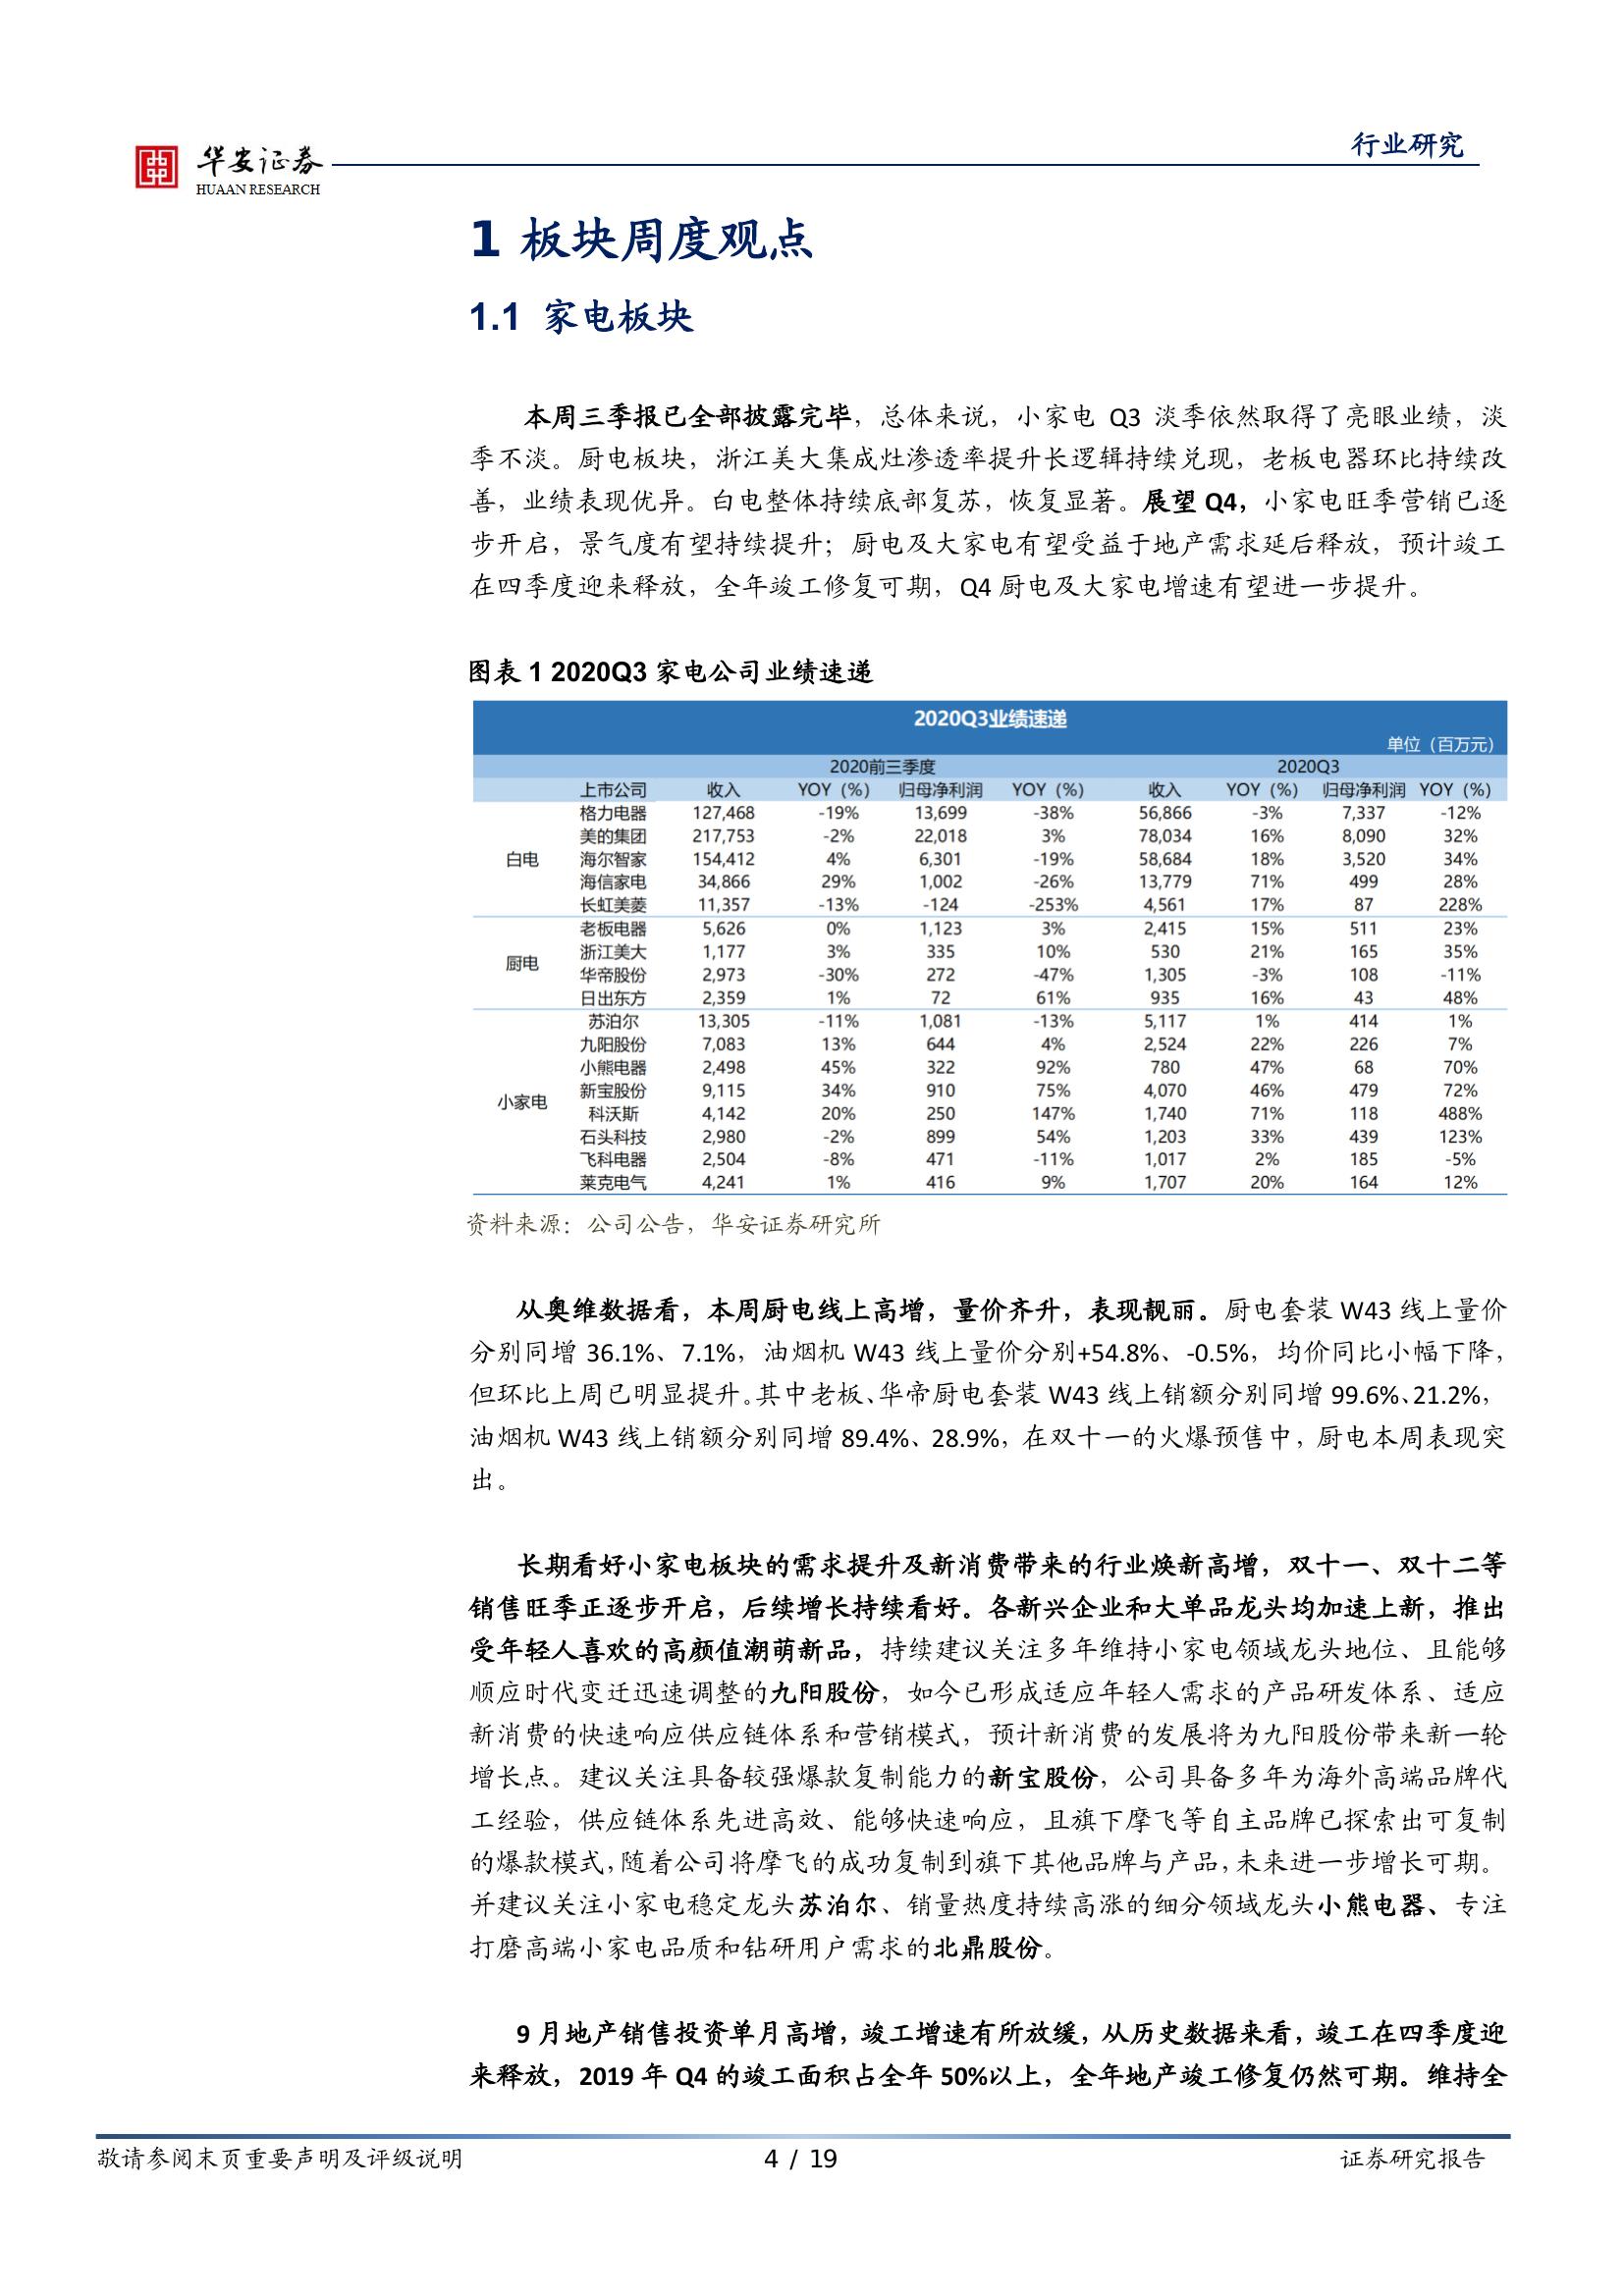 华安证券
HUAAN RESEARCH
行业研究
1 板块周度观点
1.1 家电板块
本周三季报已全部披露完毕，总体来说，小家电 Q3 淡季依然取得了亮眼业绩，淡
季不淡。厨电板块，浙江美大集成灶渗透率提升长逻辑持续兑现，老板电器环比持续改
善，业绩表现优异。白电整体持续底部复苏，恢复显著。展望 Q4，小家电旺季营销已逐
步开启，景气度有望持续提升；厨电及大家电有望受益于地产需求延后释放，预计竣工
在四季度迎来释放，全年竣工修复可期，Q4 厨电及大家电增速有望进一步提升。
图表 1 2020Q3 家电公司业绩速递
2020Q3业绩速递
单位（百万元）
2020前三季度 2020Q3
上市公司 收入 YOY（%） 归母净利润 YOY（%） 收入 YOY（%） 归母净利润 YOY（%）
格力电器 127,468 -19% 13,699 -38% 56,866 -3% 7,337 -12%
美的集团 217,753 -2% 22,018 3% 78,034 16% 8,090 32%
白电 海尔智家 154,412 4% 6,301 -19% 58,684 18% 3,520 34%
海信家电 34,866 29% 1,002 -26% 13,779 71% 499 28%
长虹美菱 11,357 -13% -124 -253% 4,561 17% 87 228%
老板电器 5,626 0% 1,123 3% 2,415 15% 511 23%
厨电 浙江美大 1,177 3% 335 10% 530 21% 165 35%
华帝股份 2,973 -30% 272 -47% 1,305 -3% 108 -11%
日出东方 2,359 1% 72 61% 935 16% 43 48%
苏泊尔 13,305 -11% 1,081 -13% 5,117 1% 414 1%
九阳股份 7,083 13% 644 4% 2,524 22% 226 7%
小熊电器 2,498 45% 322 92% 780 47% 68 70%
新宝股份 9,115 34% 910 75% 4,070 46% 479 72%
小家电 科沃斯 4,142 20% 250 147% 1,740 71% 118 488%
石头科技 2,980 -2% 899 54% 1,203 33% 439 123%
飞科电器 2,504 -8% 471 -11% 1,017 2% 185 -5%
莱克电气 4,241 1% 416 9% 1,707 20% 164 12%
资料来源：公司公告，华安证券研究所
从奥维数据看，本周厨电线上高增，量价齐升，表现靓丽。厨电套装 W43 线上量价
分别同增 36.1%、7.1%，油烟机 W43 线上量价分别+54.8%、-0.5%，均价同比小幅下降，
但环比上周已明显提升。其中老板、华帝厨电套装 W43 线上销额分别同增 99.6%、21.2%，
油烟机 W43 线上销额分别同增 89.4%、28.9%，在双十一的火爆预售中，厨电本周表现突
出。
长期看好小家电板块的需求提升及新消费带来的行业焕新高增，双十一、双十二等
销售旺季正逐步开启，后续增长持续看好。各新兴企业和大单品龙头均加速上新，推出
受年轻人喜欢的高颜值潮萌新品，持续建议关注多年维持小家电领域龙头地位、且能够
顺应时代变迁迅速调整的九阳股份，如今已形成适应年轻人需求的产品研发体系、适应
新消费的快速响应供应链体系和营销模式，预计新消费的发展将为九阳股份带来新一轮
增长点。建议关注具备较强爆款复制能力的新宝股份，公司具备多年为海外高端品牌代
工经验，供应链体系先进高效、能够快速响应，且旗下摩飞等自主品牌已探索出可复制
的爆款模式，随着公司将摩飞的成功复制到旗下其他品牌与产品，未来进一步增长可期。
并建议关注小家电稳定龙头苏泊尔、销量热度持续高涨的细分领域龙头小熊电器、专注
打磨高端小家电品质和钻研用户需求的北鼎股份。
9 月地产销售投资单月高增，竣工增速有所放缓，从历史数据来看，竣工在四季度迎
来释放，2019 年 Q4 的竣工面积占全年 50%以上，全年地产竣工修复仍然可期。维持全
敬请参阅末页重要声明及评级说明 4 / 19 证券研究报告